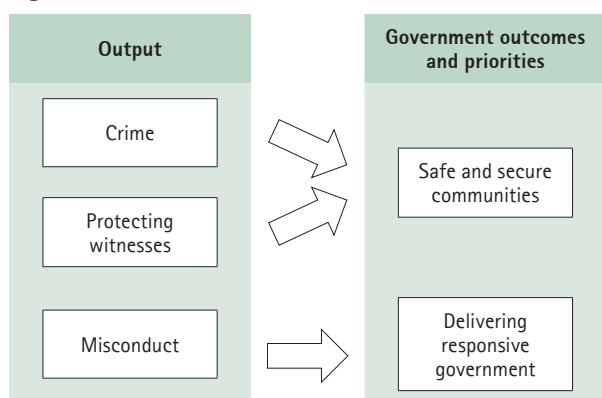 Output
Government outcomes
and priorities
Crime
Protecting
witnesses
Misconduct
Safe and secure
communities
Delivering
responsive
government